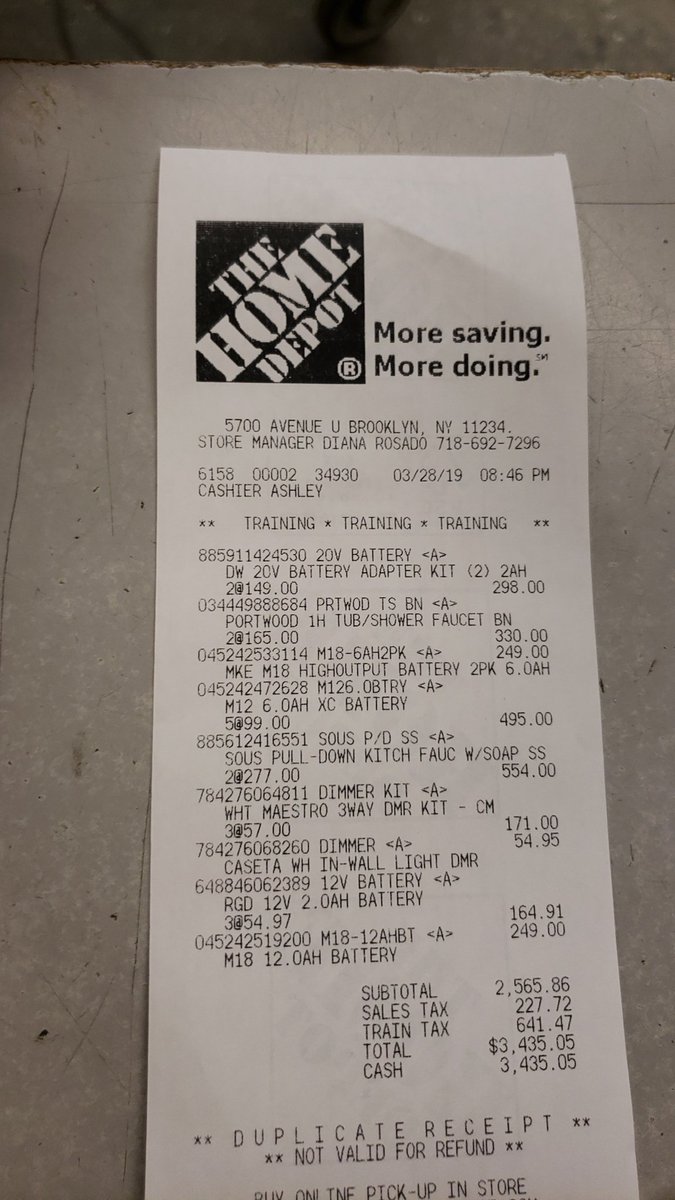 THE
HOME
DEPOT
®
More saving.
More doing.℠
5700 AVENUE U BROOKLYN, NY 11234.
STORE MANAGER DIANA ROSADO 718-692-7296
6158 00002 34930 03/28/19 08:46 PM
CASHIER ASHLEY
** TRAINING * TRAINING * TRAINING **
885911424530 20V BATTERY <A>
DW 20V BATTERY ADAPTER KIT (2) 2AH
2@149.00 298.00
034449888684 PRTWOD TS BN <A>
PORTWOOD 1H TUB/SHOWER FAUCET BN
2@165.00 330.00
045242533114 M18-6AH2PK <A> 249.00
MKE M18 HIGHOUTPUT BATTERY 2PK 6.0AH
045242472628 M126.0BTRY <A>
M12 6.0AH XC BATTERY
5@99.00 495.00
885612416551 SOUS P/D SS <A>
SOUS PULL-DOWN KITCH FAUC W/SOAP SS
2@277.00 554.00
784276064811 DIMMER KIT <A>
WHT MAESTRO 3WAY DMR KIT - CM
3@57.00 171.00
784276068260 DIMMER <A> 54.95
CASETA WH IN-WALL LIGHT DMR
648846062389 12V BATTERY <A>
RGD 12V 2.0AH BATTERY
3@54.97 164.91
045242519200 M18-12AHBT <A> 249.00
M18 12.0AH BATTERY
SUBTOTAL 2,565.86
SALES TAX 227.72
TRAIN TAX 641.47
TOTAL $3,435.05
CASH 3,435.05
** DUPLICATE RECEIPT **
** NOT VALID FOR REFUND **
BUY ONLINE PICK-UP IN STORE